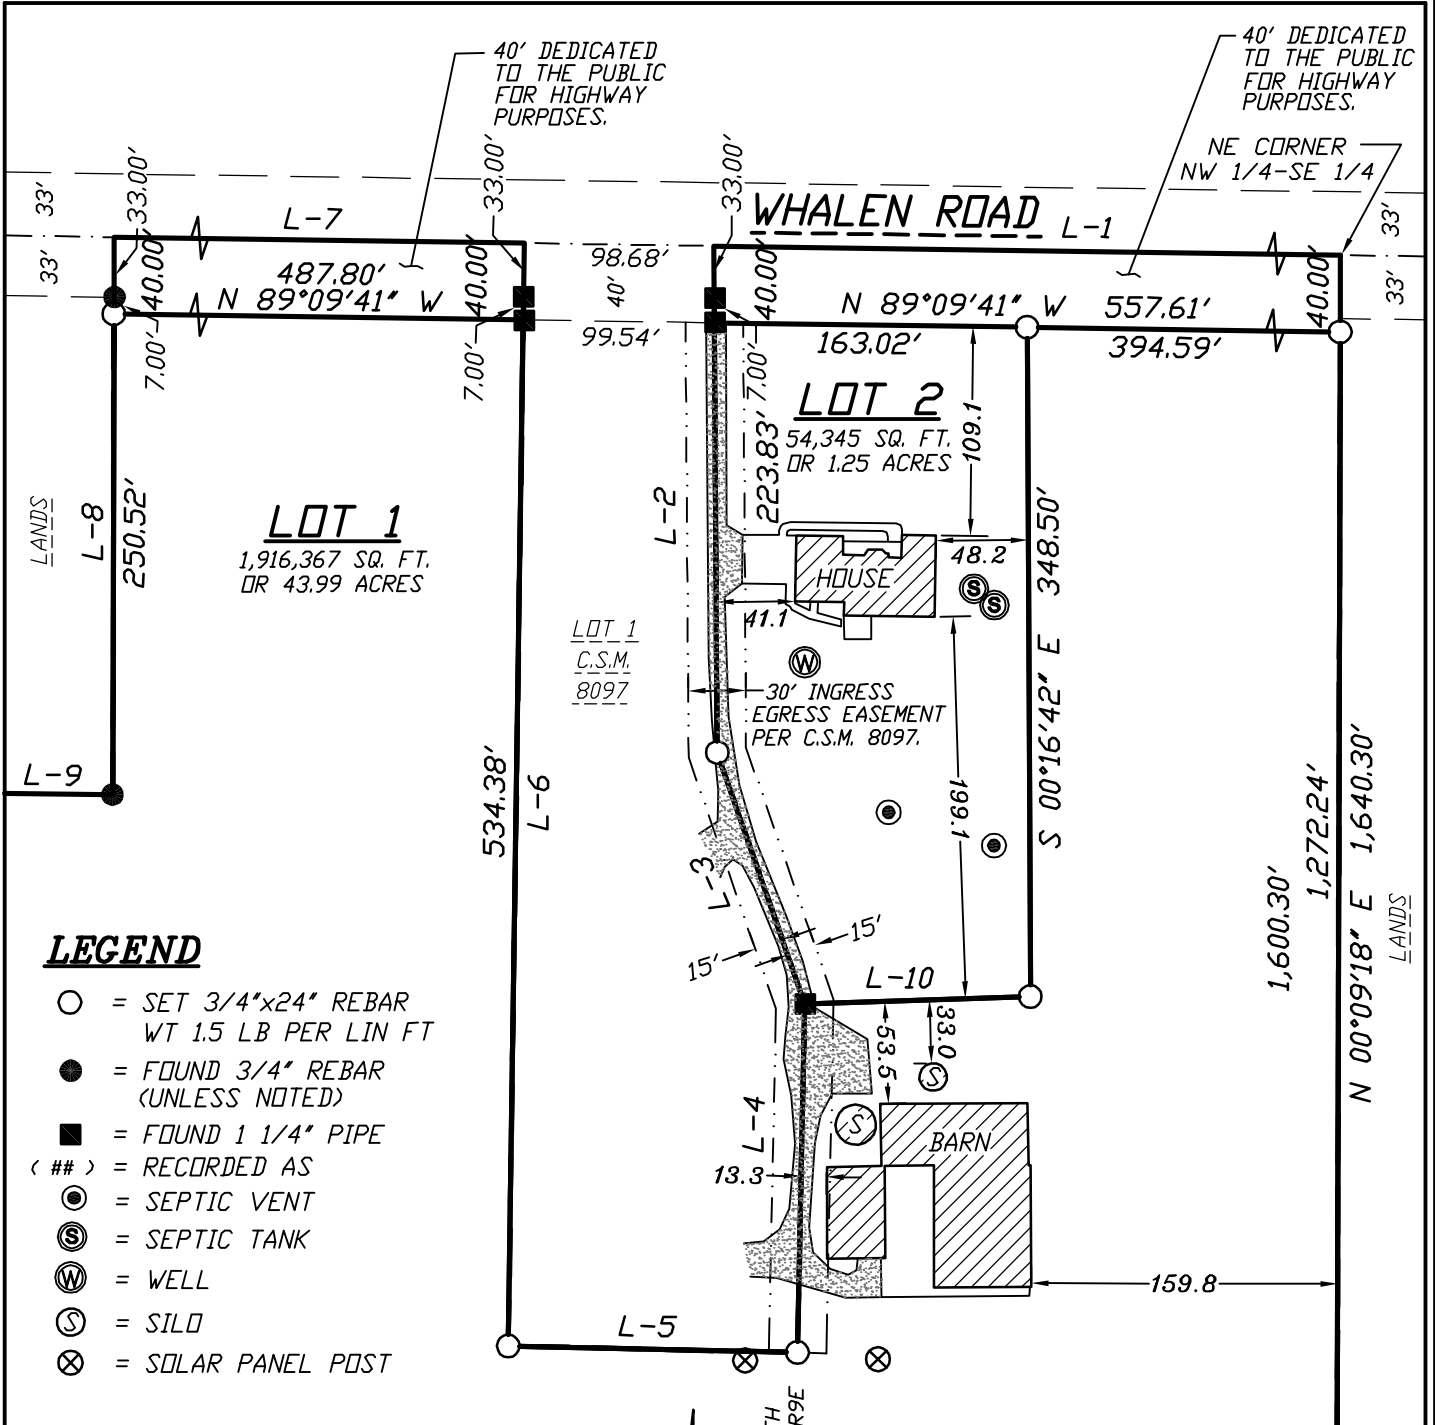 40' DEDICATED
TO THE PUBLIC
FOR HIGHWAY
PURPOSES.
40' DEDICATED
TO THE PUBLIC
FOR HIGHWAY
PURPOSES.
NE CORNER
NW 1/4-SE 1/4
33'
33'
33.00'
L-7
33.00'
33.00'
WHALEN ROAD
L-1
33'
33'
40.00'
487.80'
N 89°09'41" W
40.00'
98.68'
40'
99.54'
40.00'
N 89°09'41" W
557.61'
40.00'
7.00'
7.00'
7.00'
163.02'
394.59'
LOT 2
54,345 SQ. FT.
OR 1.25 ACRES
109.1
LANDS
L-8
250.52'
LOT 1
1,916,367 SQ. FT.
OR 43.99 ACRES
L-2
223.83'
HOUSE
48.2
S
S
41.1
W
LOT 1
C.S.M.
8097
30' INGRESS
EGRESS EASEMENT
PER C.S.M. 8097.
S 00°16'42" E 348.50'
L-9
534.38'
L-6
199.1
L-3
15'
15'
L-10
1,600.30'
1,272.24'
N 00°09'18" E 1,640.30'
LANDS
53.5
33.0
S
S
L-4
BARN
13.3
159.8
L-5
LEGEND
= SET 3/4"x24" REBAR
WT 1.5 LB PER LIN FT
= FOUND 3/4" REBAR
(UNLESS NOTED)
= FOUND 1 1/4" PIPE
( ## ) = RECORDED AS
= SEPTIC VENT
S = SEPTIC TANK
W = WELL
S = SILO
= SOLAR PANEL POST
TH
R9E